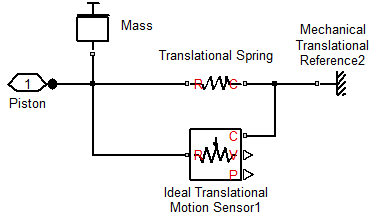 Mass
Mechanical
Translational
Reference2
Translational Spring
R C
1
Piston
C
R V
P
Ideal Translational
Motion Sensor1